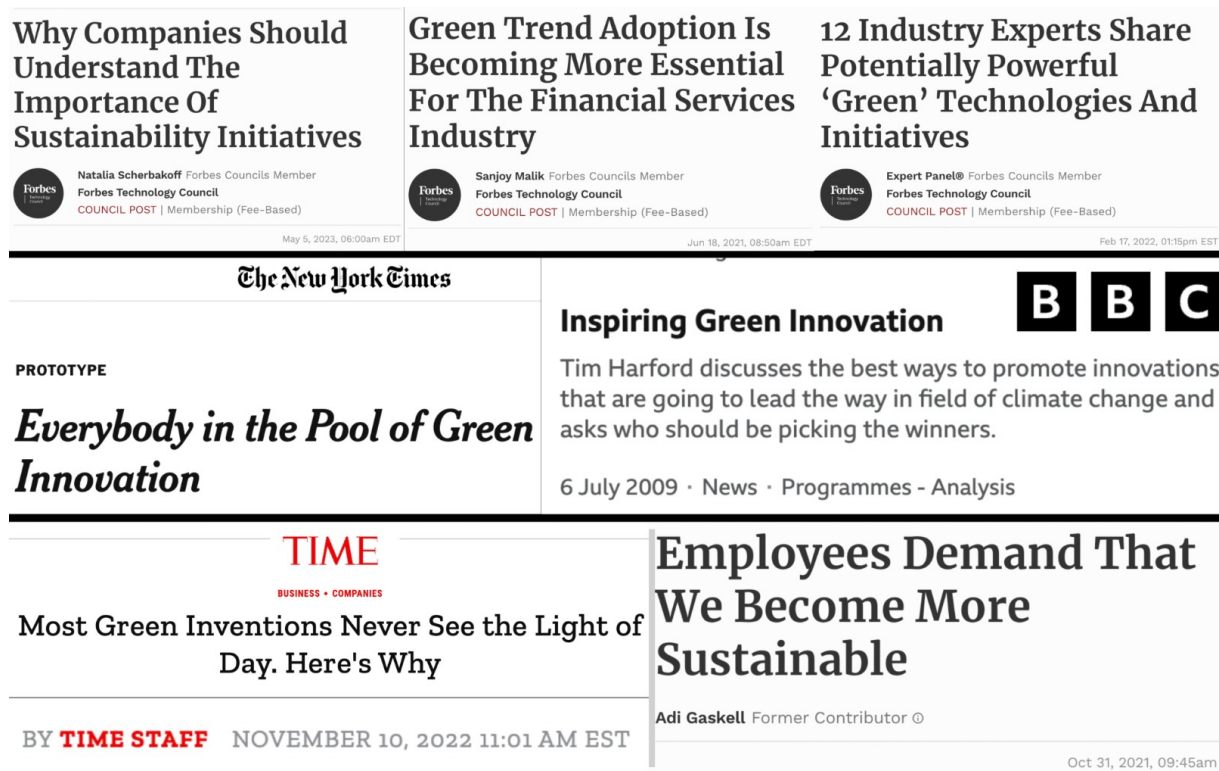 Why Companies Should
Understand The
Importance Of
Sustainability Initiatives
Forbes
Technology
Council
Natalia Scherbakoff Forbes Councils Member
Forbes Technology Council
COUNCIL POST | Membership (Fee-Based)
May 5, 2023, 06:00am EDT
Green Trend Adoption Is
Becoming More Essential
For The Financial Services
Industry
Forbes
Technology
Council
Sanjoy Malik Forbes Councils Member
Forbes Technology Council
COUNCIL POST | Membership (Fee-Based)
Jun 18, 2021, 08:50am EDT
12 Industry Experts Share
Potentially Powerful
‘Green’ Technologies And
Initiatives
Forbes
Technology
Council
Expert Panel® Forbes Councils Member
Forbes Technology Council
COUNCIL POST | Membership (Fee-Based)
Feb 17, 2022, 01:15pm EST
The New York Times
PROTOTYPE
Everybody in the Pool of Green
Innovation
BBC
Inspiring Green Innovation
Tim Harford discusses the best ways to promote innovations
that are going to lead the way in field of climate change and
asks who should be picking the winners.
6 July 2009 · News · Programmes - Analysis
TIME
BUSINESS • COMPANIES
Most Green Inventions Never See the Light of
Day. Here's Why
BY TIME STAFF NOVEMBER 10, 2022 11:01 AM EST
Employees Demand That
We Become More
Sustainable
Adi Gaskell Former Contributor
Oct 31, 2021, 09:45am